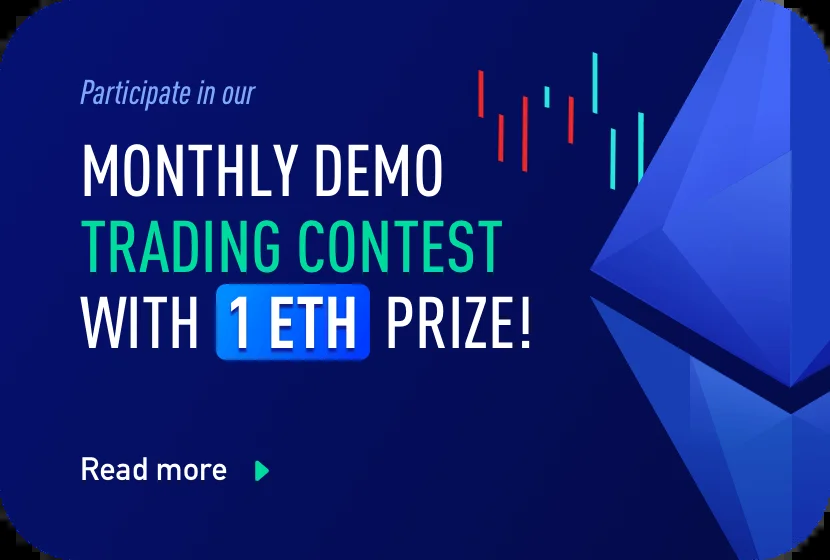 Participate in our
MONTHLY DEMO
TRADING CONTEST
WITH 1 ETH PRIZE!
Read more